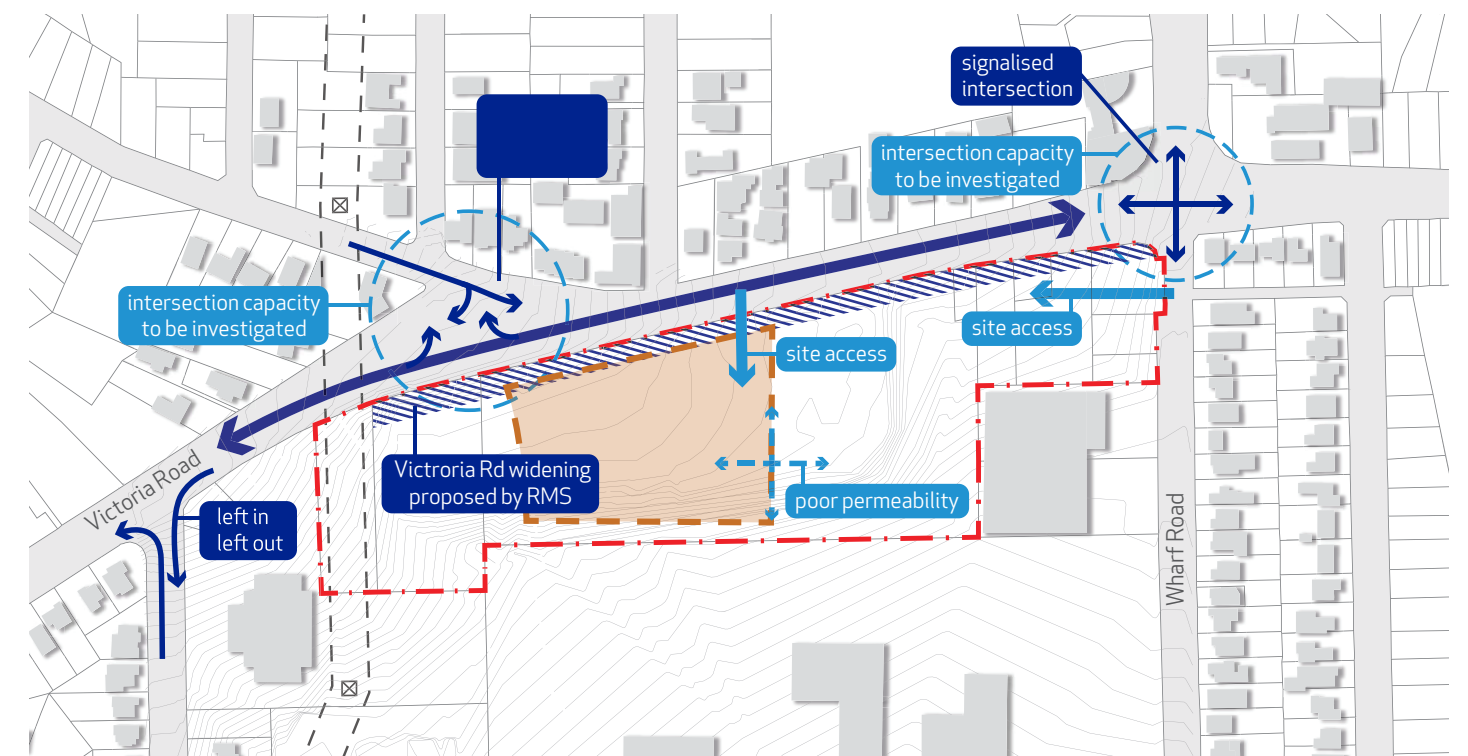 signalised
intersection
intersection capacity
to be investigated
intersection capacity
to be investigated
site access
site access
Victroria Rd widening
proposed by RMS
poor permeability
Victoria Road
left in
left out
Wharf Road